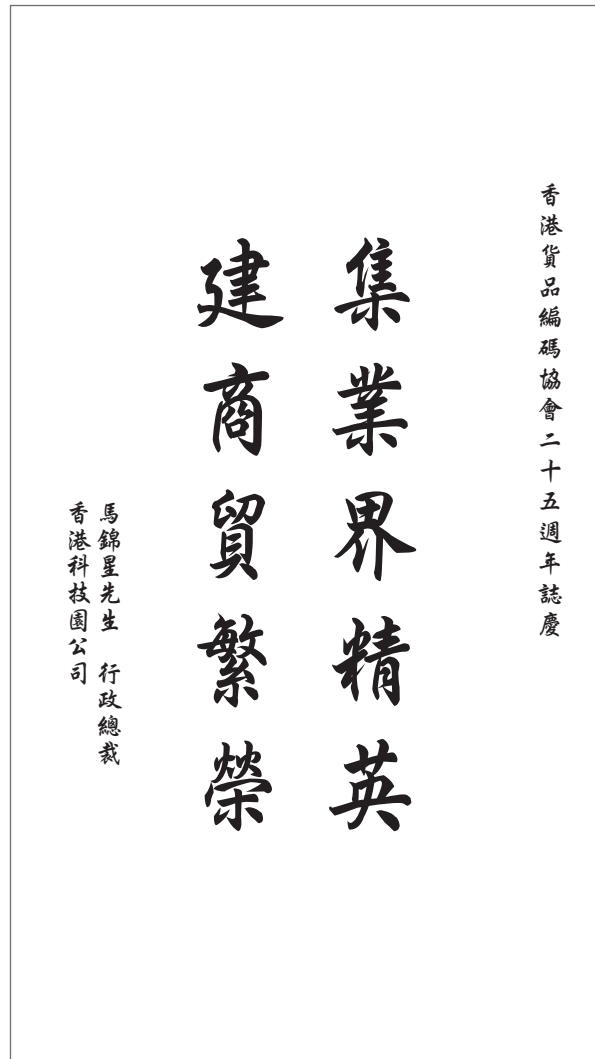 香港貨品編碼協會二十五週年誌慶
集業界精英
建商貿繁榮
馬錦星先生　行政總裁
香港科技園公司